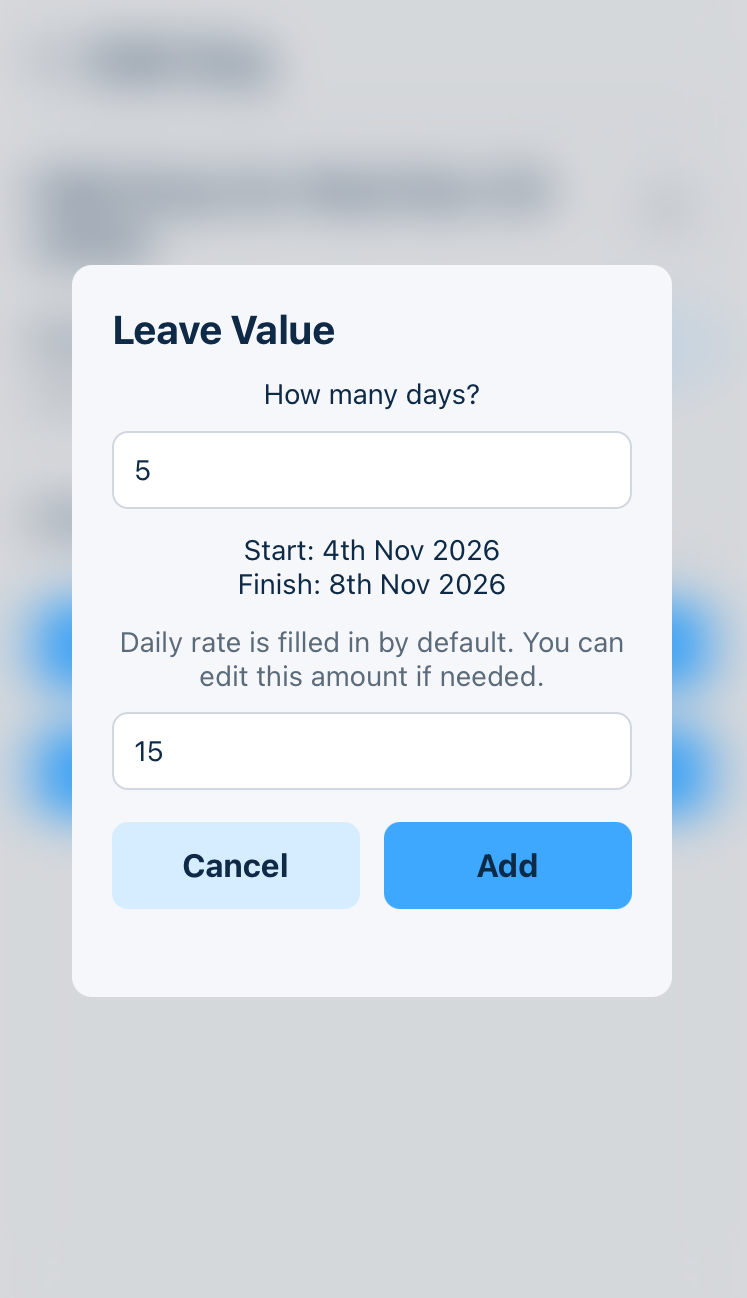 Leave Value
How many days?
5
Start: 4th Nov 2026
Finish: 8th Nov 2026
Daily rate is filled in by default. You can
edit this amount if needed.
15
Cancel
Add